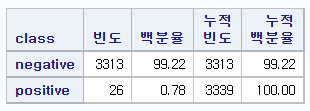 class 빈도 백분율 누적 빈도 누적 백분율
negative 3313 99.22 3313 99.22
positive 26 0.78 3339 100.00